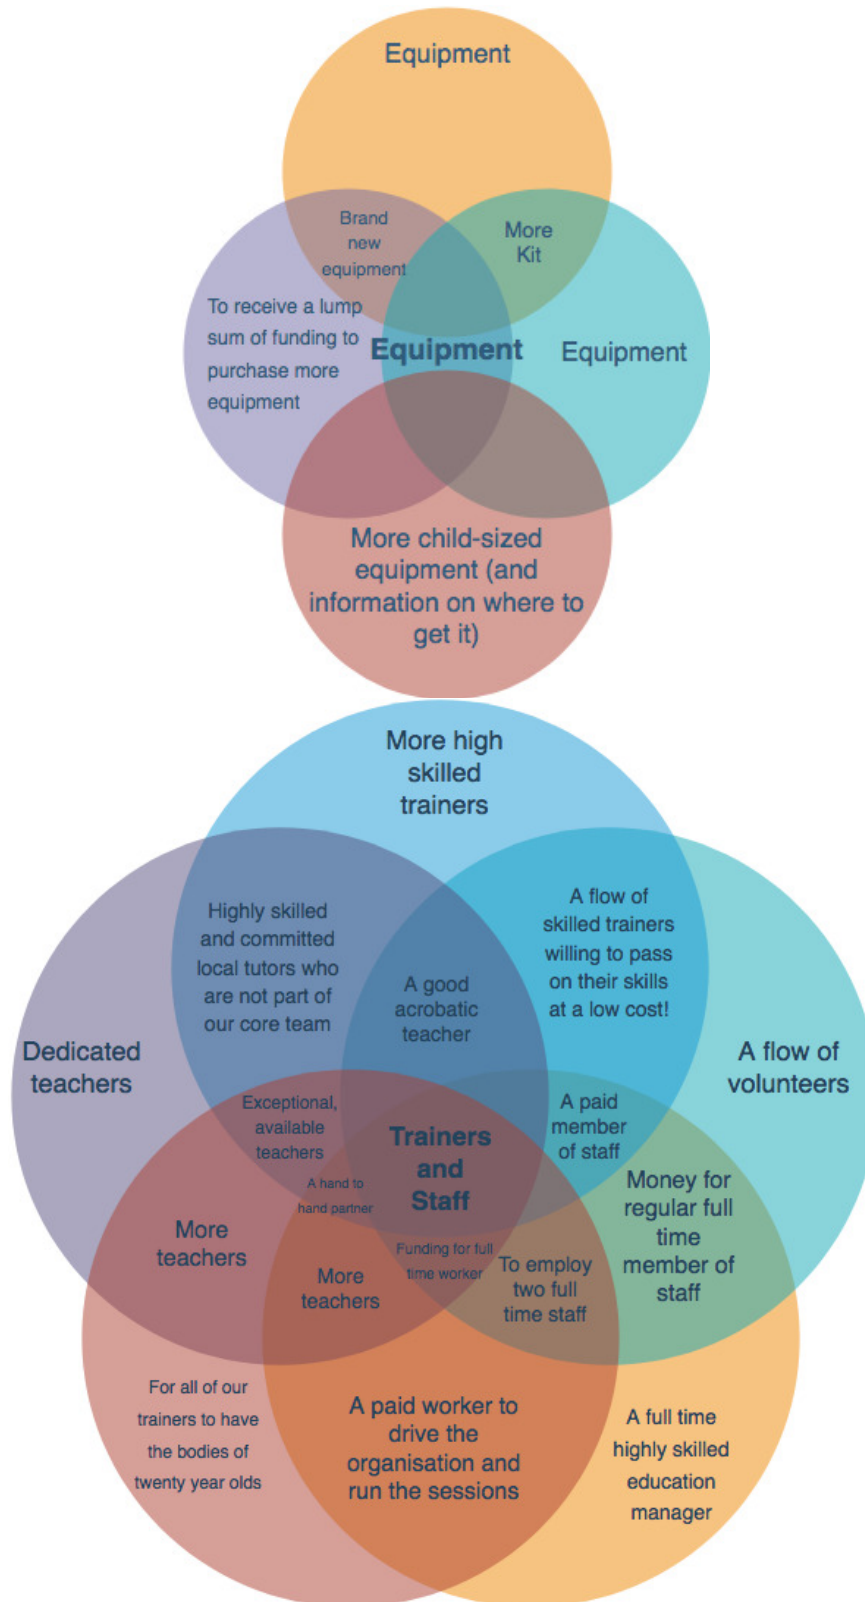 Equipment
Brand
new
equipment
More
Kit
To receive a lump
sum of funding to
purchase more
equipment
Equipment
Equipment
More child-sized
equipment (and
information on where to
get it)
More high
skilled
trainers
Highly skilled
and committed
local tutors who
are not part of
our core team
A flow of
skilled trainers
willing to pass
on their skills
at a low cost!
A good
acrobatic
teacher
Dedicated
teachers
A flow of
volunteers
Exceptional,
available
teachers
A paid
member
of staff
Trainers
and
Staff
A hand to
hand partner
Money for
regular full
time
member of
staff
More
teachers
Funding for full
time worker
To employ
two full
time staff
More
teachers
For all of our
trainers to have
the bodies of
twenty year olds
A paid worker to
drive the
organisation and
run the sessions
A full time
highly skilled
education
manager